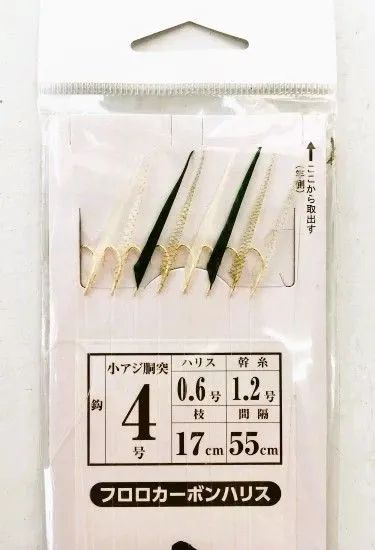 ここから取出す
(竿側)
鈎
小アジ胴突
4
号
ハリス
0.6号
幹糸
1.2号
枝
17cm
間隔
55cm
フロロカーボンハリス